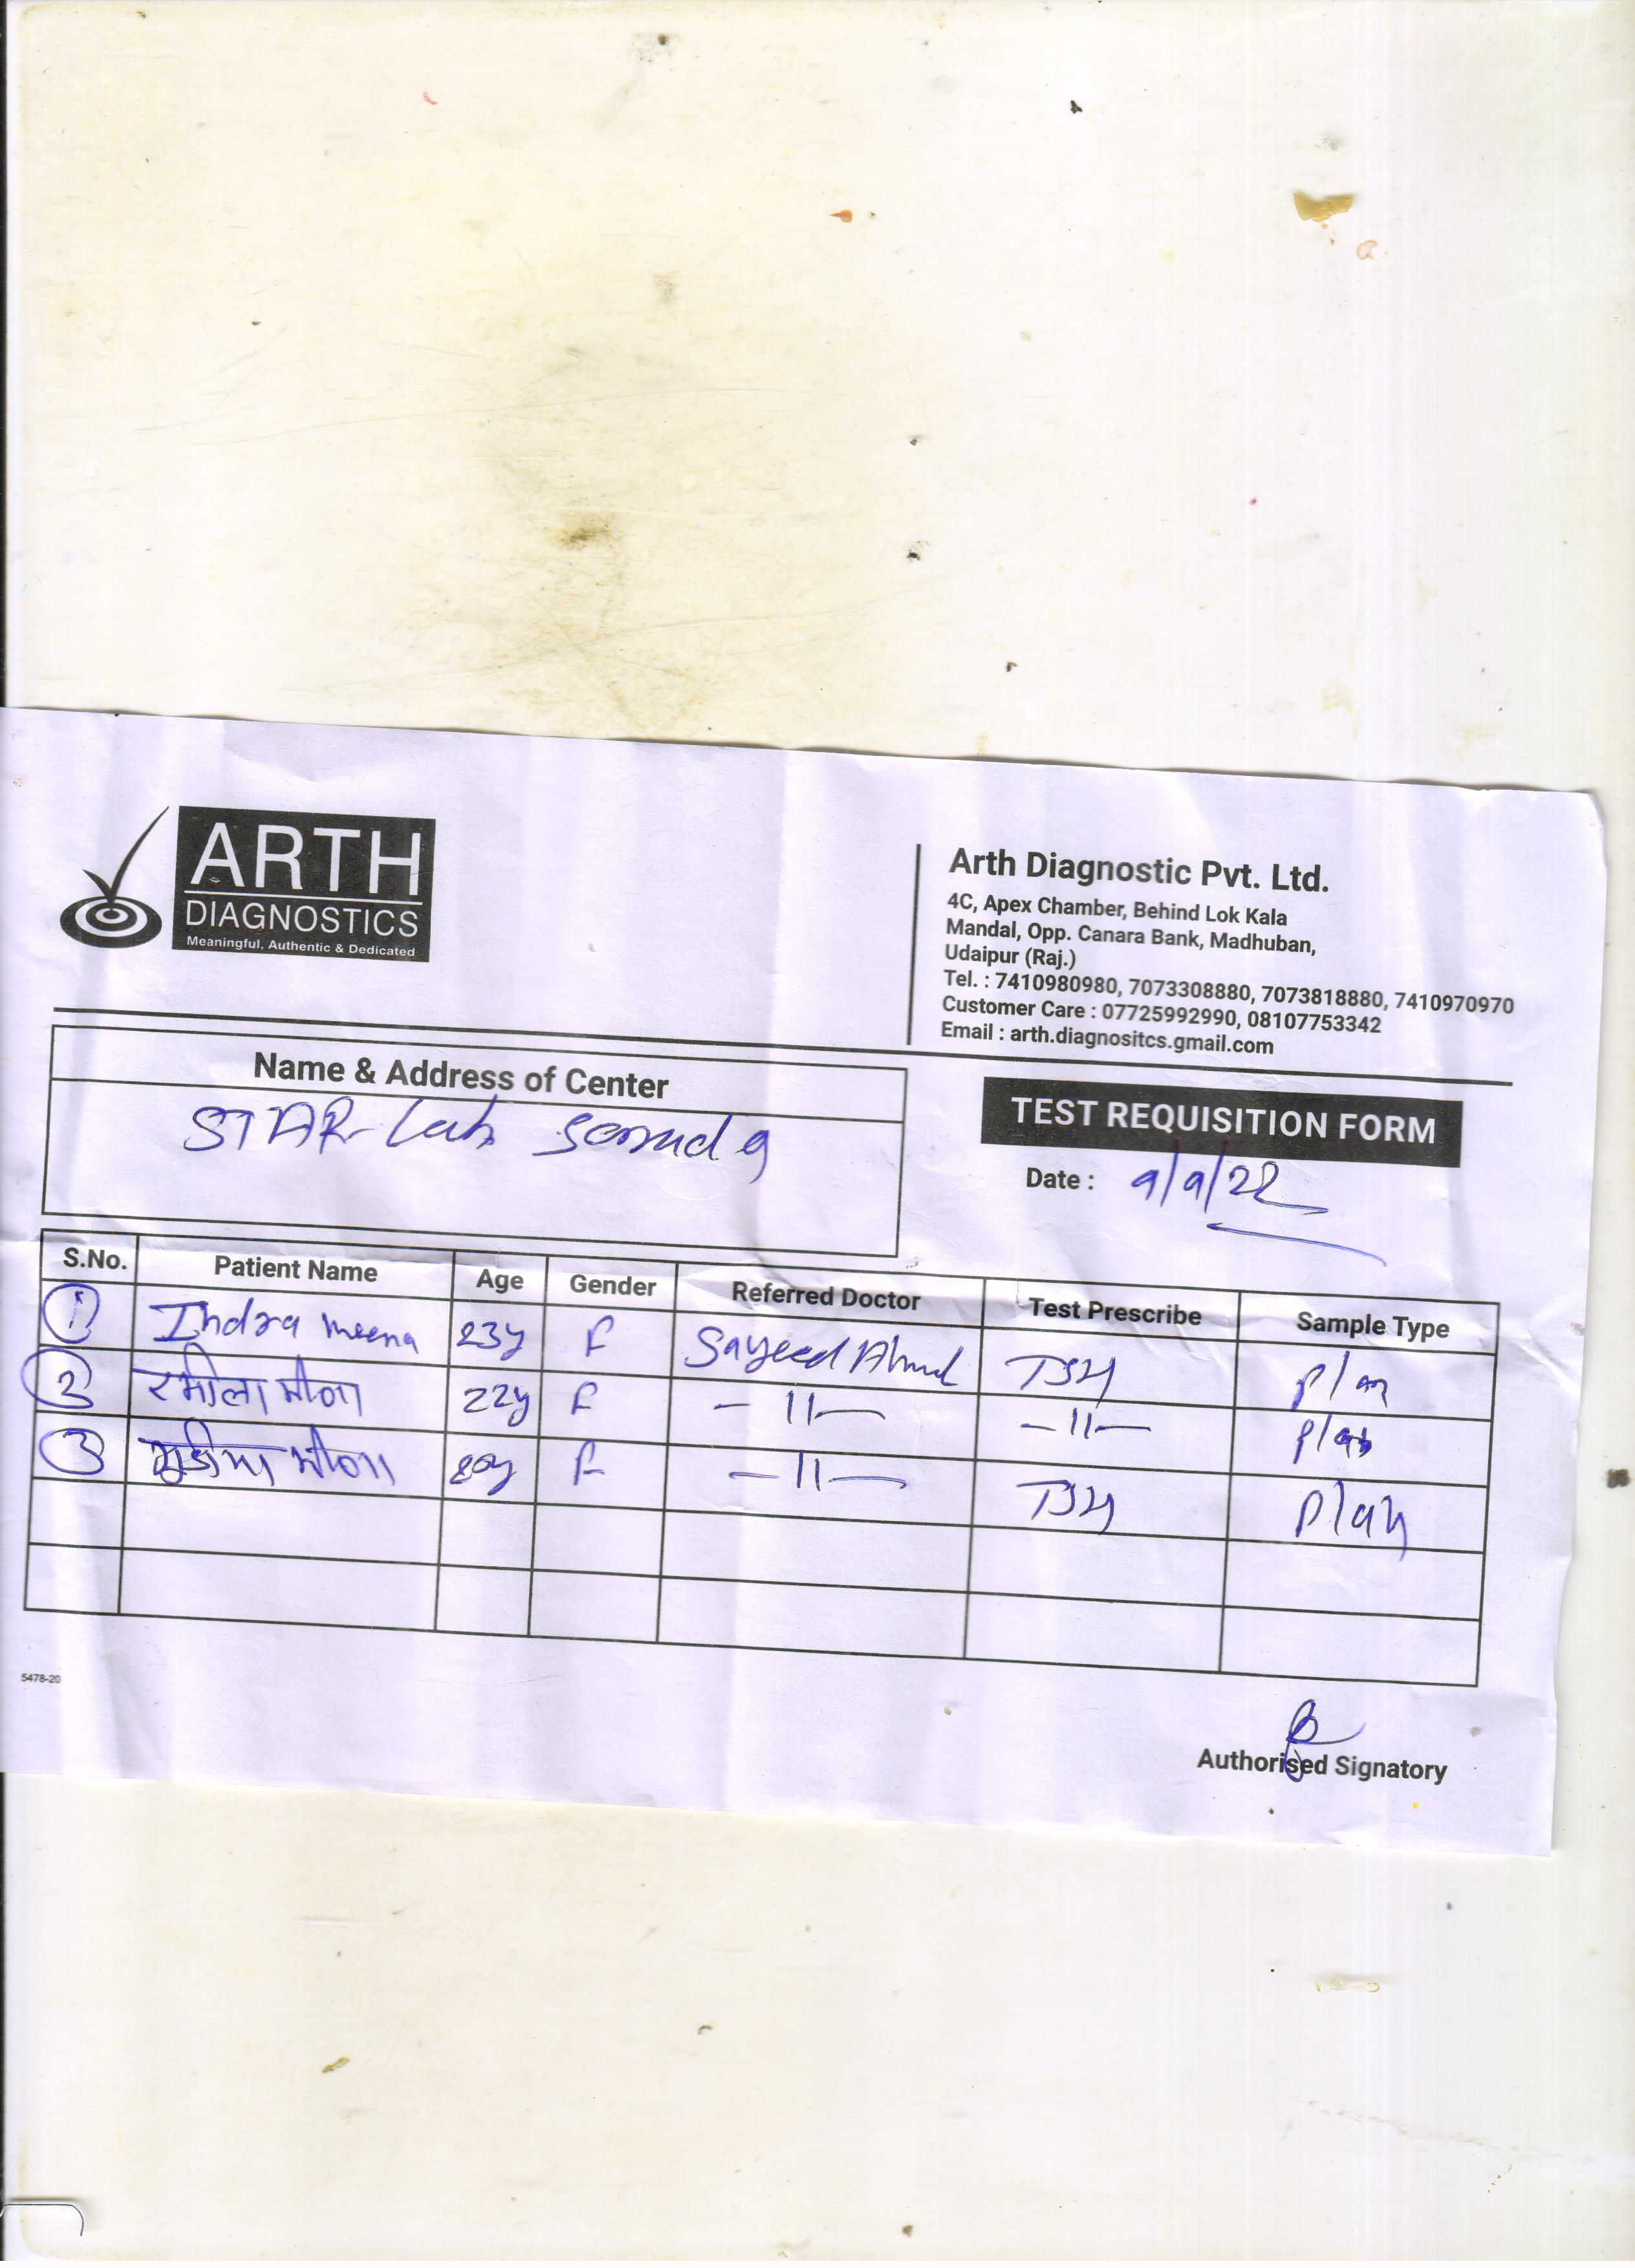 ARTH
DIAGNOSTICS
Meaningful, Authentic & Dedicated
Arth Diagnostic Pvt. Ltd.
4C, Apex Chamber, Behind Lok Kala
Mandal, Opp. Canara Bank, Madhuban,
Udaipur (Raj.)
Tel. : 7410980980, 7073308880, 7073818880, 7410970970
Customer Care : 07725992990, 08107753342
Email : arth.diagnositcs.gmail.com
Name & Address of Center
STAR Lab
TEST REQUISITION FORM
Date : 9/9/22
S.No. Patient Name Age Gender Referred Doctor Test Prescribe Sample Type
1 Indra meena 23y F Sayeed Ahmed TSH
2 रमीला मीणा 22y F -11- -11-
3 मीणा F -11- TSH
5478-20
Authorised Signatory